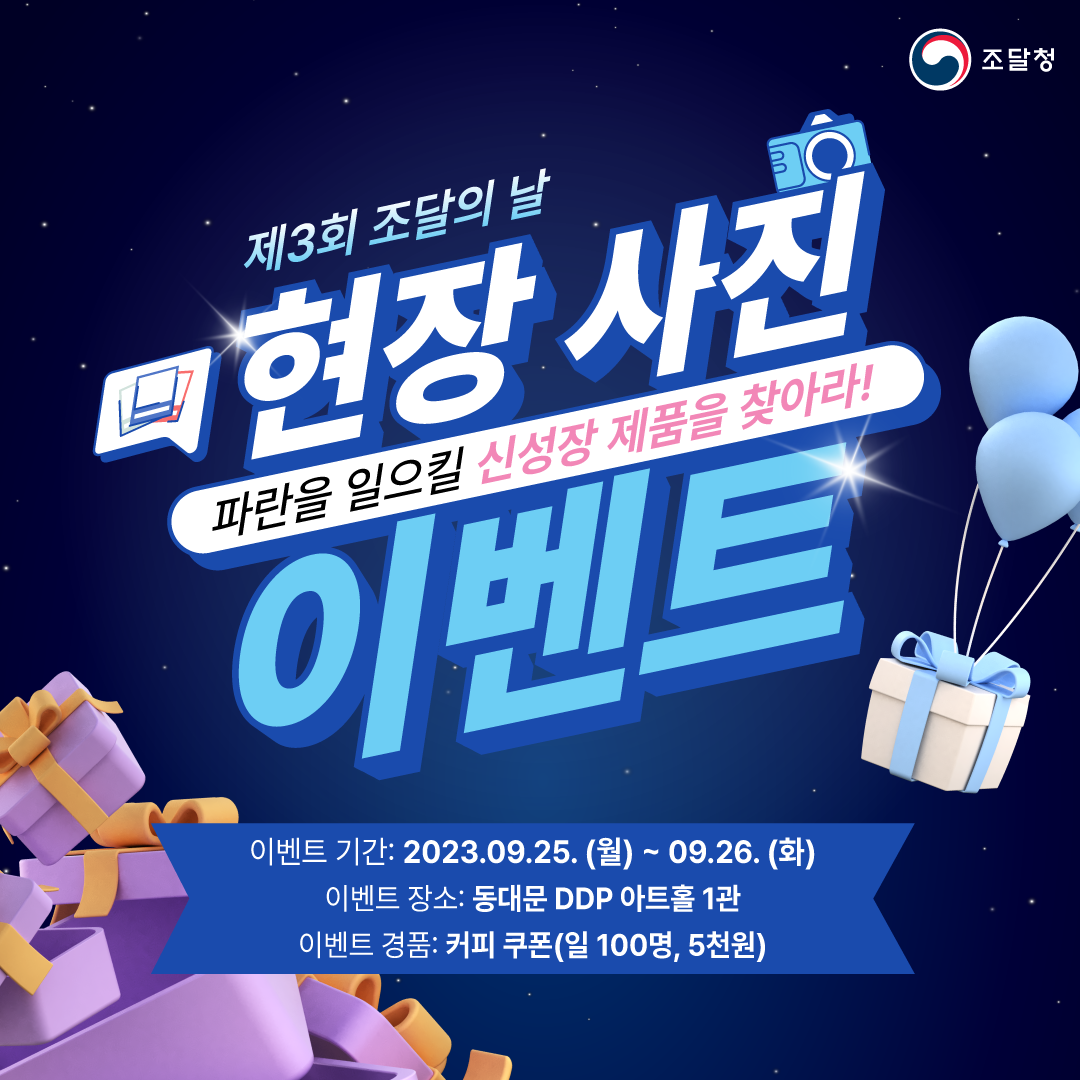 조달청
제3회 조달의 날
현장 사진
파란을 일으킬 신성장 제품을 찾아라!
이벤트
이벤트 기간: 2023.09.25. (월) ~ 09.26. (화)
이벤트 장소: 동대문 DDP 아트홀 1관
이벤트 경품: 커피 쿠폰(일 100명, 5천원)